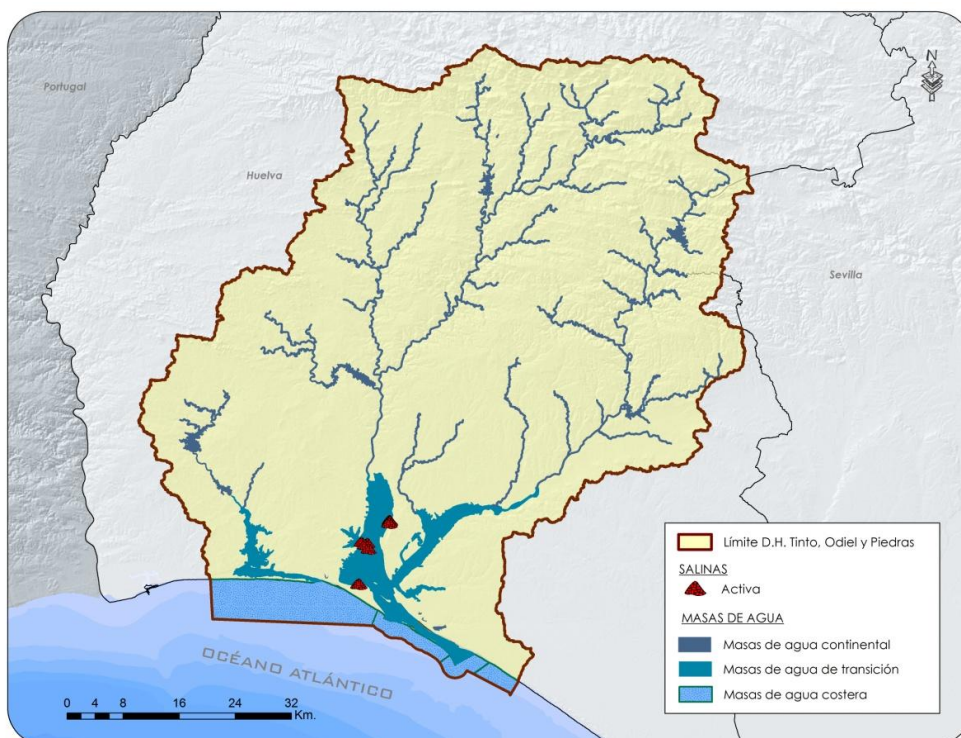 Portugal
N
Huelva
Sevilla
OCÉANO ATLÁNTICO
0 4 8 16 24 32
Km.
Límite D.H. Tinto, Odiel y Piedras
SALINAS
Activa
MASAS DE AGUA
Masas de agua continental
Masas de agua de transición
Masas de agua costera